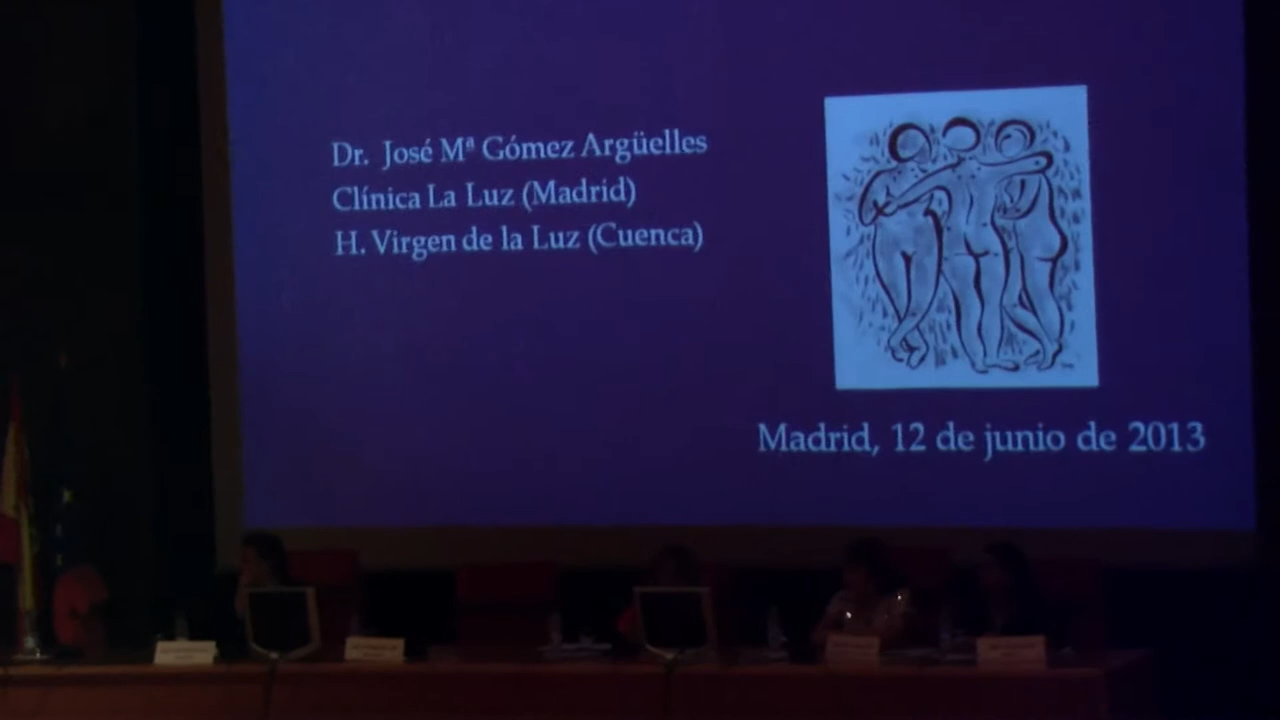 Dr. José Mª Gómez Argüelles
Clínica La Luz (Madrid)
H. Virgen de la Luz (Cuenca)
Madrid, 12 de junio de 2013